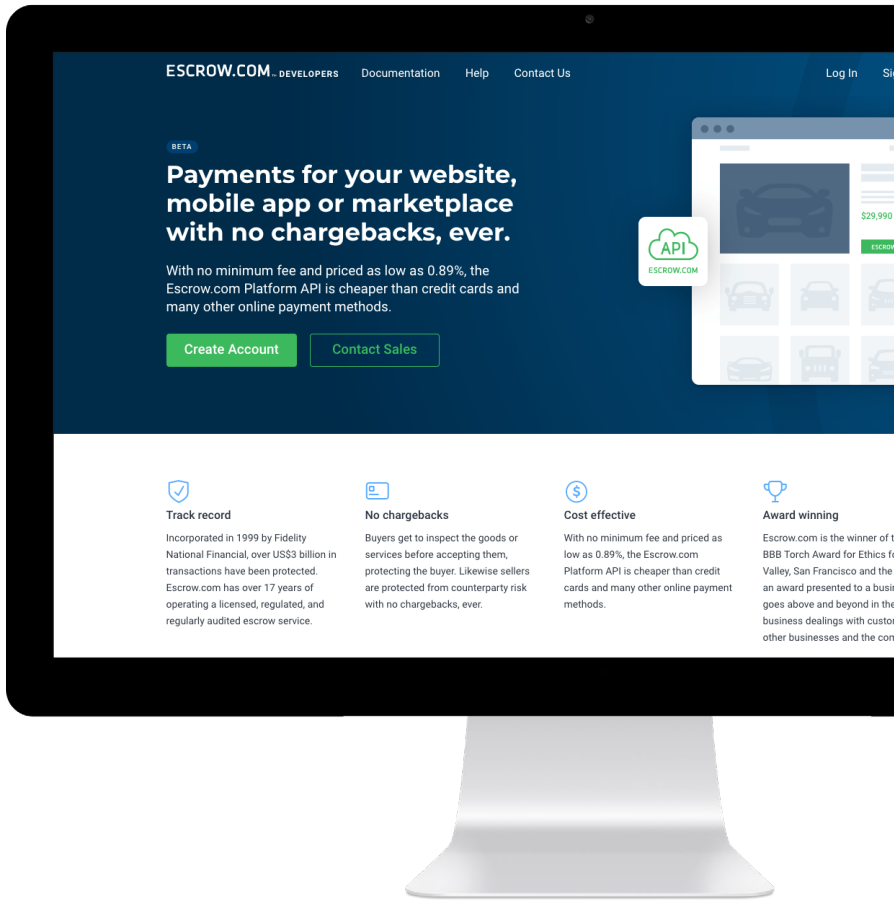 ESCROW.COM for DEVELOPERS Documentation Help Contact Us Log In
BETA
Payments for your website,
mobile app or marketplace
with no chargebacks, ever.
With no minimum fee and priced as low as 0.89%, the
Escrow.com Platform API is cheaper than credit cards and
many other online payment methods.
Create Account Contact Sales
API
ESCROW.COM
$29,990
ESCROW
Track record
Incorporated in 1999 by Fidelity
National Financial, over US$3 billion in
transactions have been protected.
Escrow.com has over 17 years of
operating a licensed, regulated, and
regularly audited escrow service.
No chargebacks
Buyers get to inspect the goods or
services before accepting them,
protecting the buyer. Likewise sellers
are protected from counterparty risk
with no chargebacks, ever.
Cost effective
With no minimum fee and priced as
low as 0.89%, the Escrow.com
Platform API is cheaper than credit
cards and many other online payment
methods.
Award winning
Escrow.com is the winner of
BBB Torch Award for Ethics
Valley, San Francisco and the
an award presented to a
goes above and beyond in the
business dealings with
other businesses and the